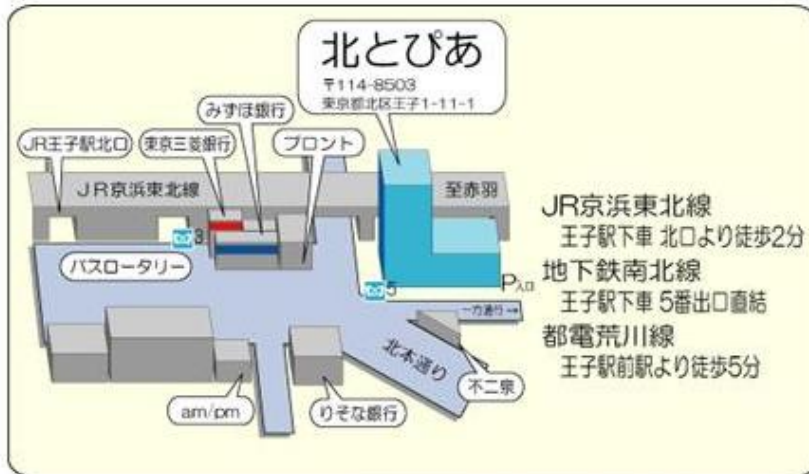 北とぴあ
〒114-8503
東京都北区王子1-11-1
みずほ銀行
JR王子駅北口
東京三菱銀行
プロント
JR京浜東北線
至赤羽
3
バスロータリー
5
P入口
一方通行→
北本通り
不二泉
am/pm
りそな銀行
JR京浜東北線
王子駅下車 北口より徒歩2分
地下鉄南北線
王子駅下車 5番出口直結
都電荒川線
王子駅前駅より徒歩5分